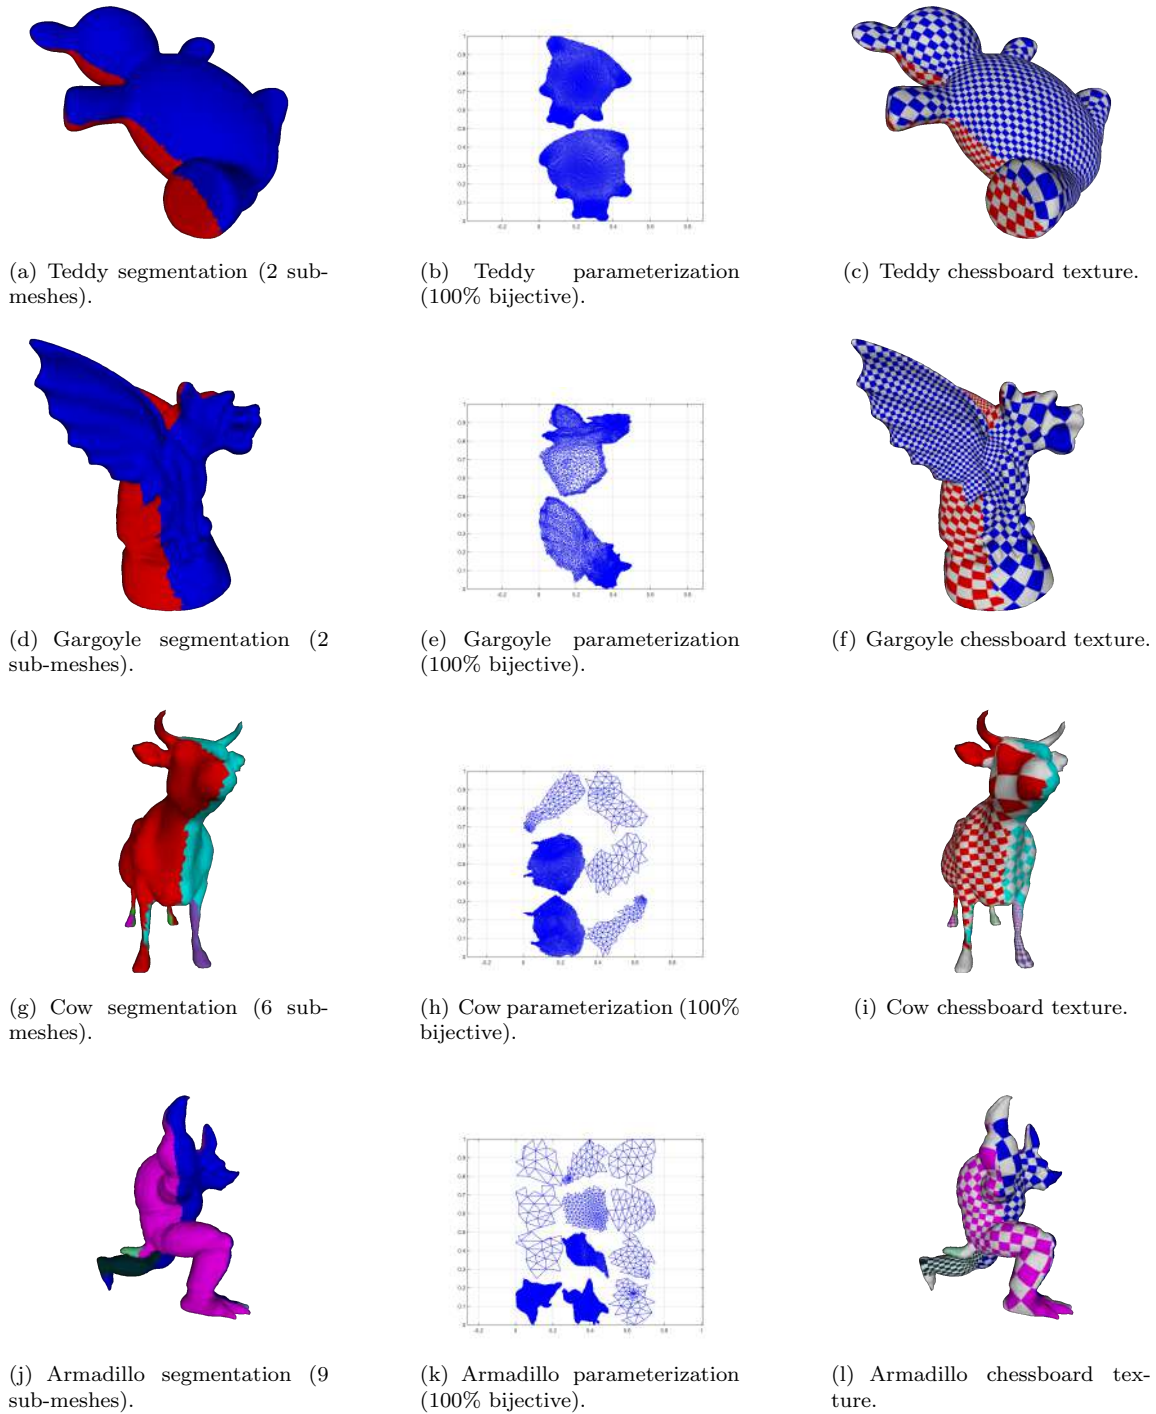 (a) Teddy segmentation (2 sub-
meshes).
(b) Teddy parameterization
(100% bijective).
(c) Teddy chessboard texture.
(d) Gargoyle segmentation (2
sub-meshes).
(e) Gargoyle parameterization
(100% bijective).
(f) Gargoyle chessboard texture.
(g) Cow segmentation (6 sub-
meshes).
(h) Cow parameterization (100%
bijective).
(i) Cow chessboard texture.
(j) Armadillo segmentation (9
sub-meshes).
(k) Armadillo parameterization
(100% bijective).
(l) Armadillo chessboard tex-
ture.